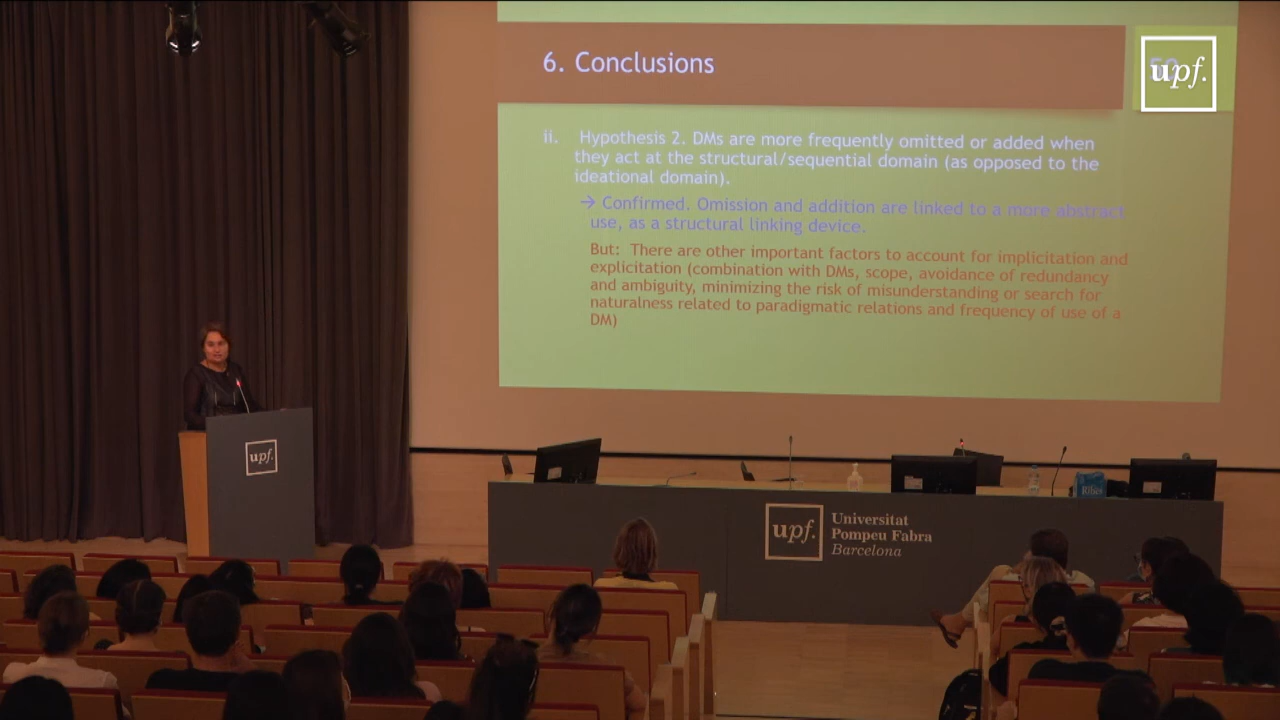 6. Conclusions
upf.
ii. Hypothesis 2. DMs are more frequently omitted or added when
they act at the structural/sequential domain (as opposed to the
ideational domain).
→ Confirmed. Omission and addition are linked to a more abstract
use, as a structural linking device.
But: There are other important factors to account for implicitation and
explicitation (combination with DMs, scope, avoidance of redundancy
and ambiguity, minimizing the risk of misunderstanding or search for
naturalness related to paradigmatic relations and frequency of use of a
DM)
upf.
upf.
Universitat
Pompeu Fabra
Barcelona